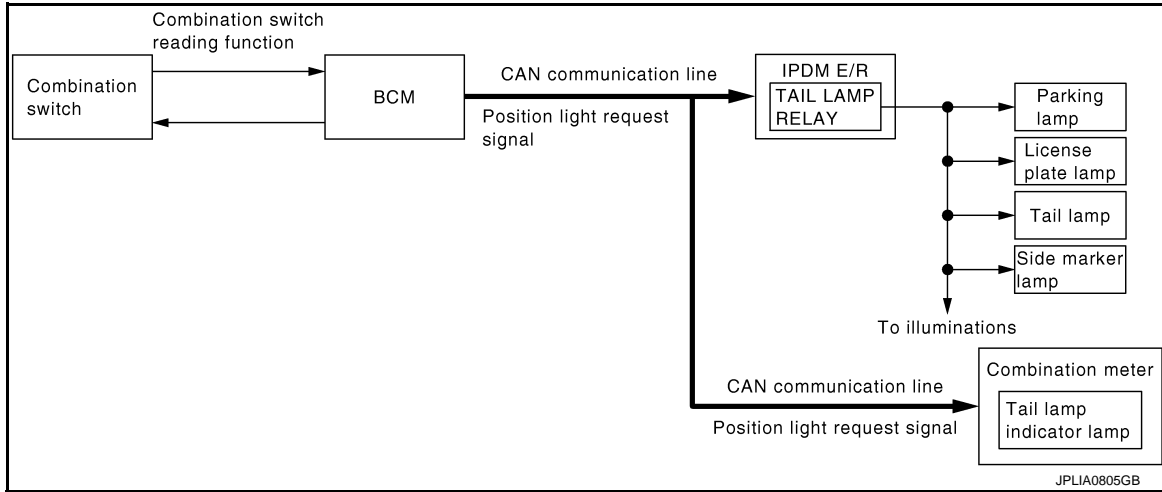 Combination switch
reading function
Combination
switch
BCM
CAN communication line
Position light request
signal
IPDM E/R
TAIL LAMP
RELAY
Parking
lamp
License
plate lamp
Tail lamp
Side marker
lamp
To illuminations
CAN communication line
Position light request signal
Combination meter
Tail lamp
indicator lamp
JPLIA0805GB